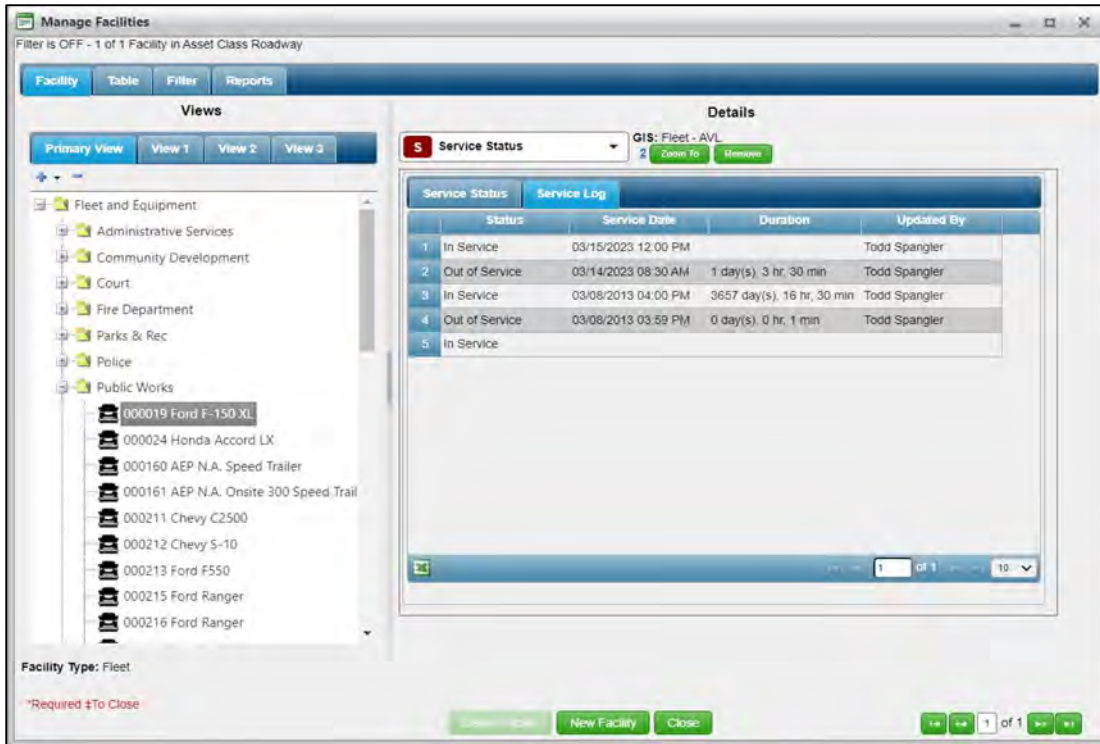 Manage Facilities
Filter is OFF - 1 of 1 Facility in Asset Class Roadway
Facility Table Filter Reports
Views
Primary View View 1 View 2 View 3
Fleet and Equipment
Administrative Services
Community Development
Court
Fire Department
Parks & Rec
Police
Public Works
000019 Ford F-150 XL
000024 Honda Accord LX
000160 AEP N.A. Speed Trailer
000161 AEP N.A. Onsite 300 Speed Trail
000211 Chevy C2500
000212 Chevy S-10
000213 Ford F550
000215 Ford Ranger
000216 Ford Ranger
Details
S Service Status
GIS: Fleet - AVL
2 Zoom To Remove
Service Status Service Log
Status Service Date Duration Updated By
1 In Service 03/15/2023 12:00 PM Todd Spangler
2 Out of Service 03/14/2023 08:30 AM 1 day(s), 3 hr, 30 min Todd Spangler
3 In Service 03/08/2013 04:00 PM 3657 day(s), 16 hr, 30 min Todd Spangler
4 Out of Service 03/08/2013 03:59 PM 0 day(s), 0 hr, 1 min Todd Spangler
5 In Service
1 of 1 10
Facility Type: Fleet
*Required ‡To Close
New Facility Close
1 of 1